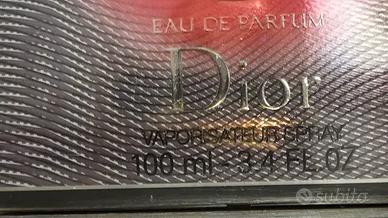 EAU DE PARFUM
Dior
VAPORISATEUR SPRAY
100 ml - 3.4 FL OZ
subito